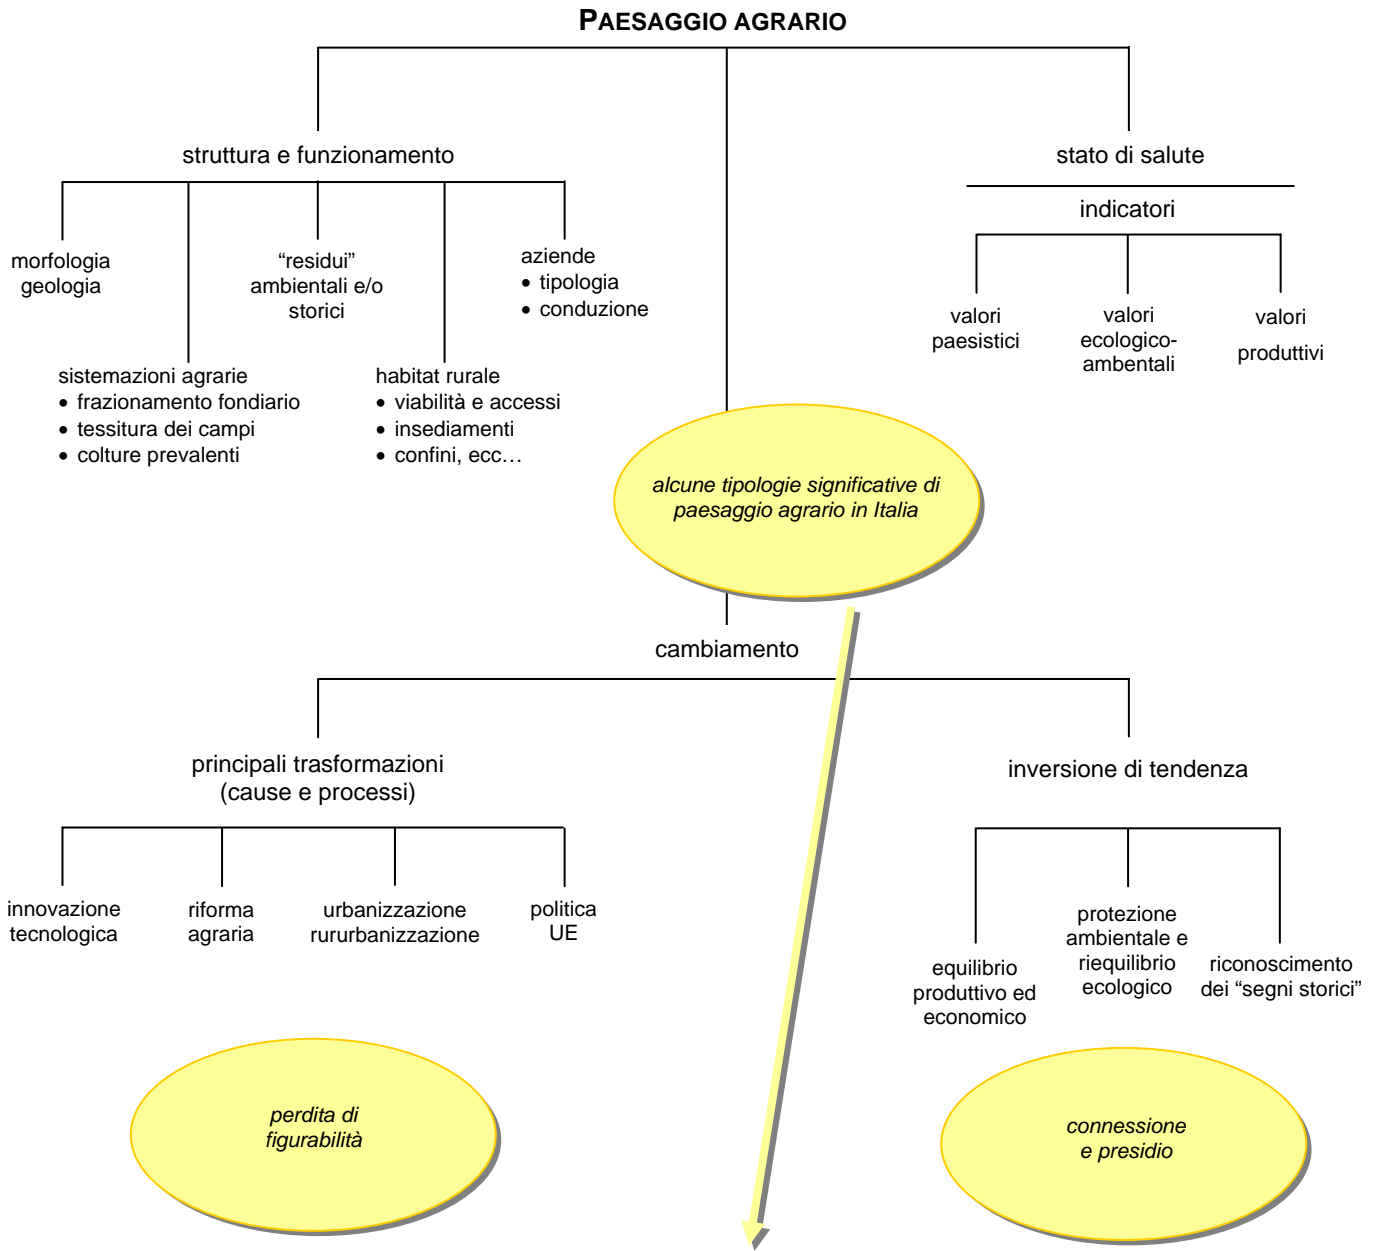 PAESAGGIO AGRARIO
struttura e funzionamento
stato di salute
indicatori
morfologia
geologia
“residui”
ambientali e/o
storici
aziende
• tipologia
• conduzione
valori
paesistici
valori
ecologico-
ambentali
valori
produttivi
sistemazioni agrarie
• frazionamento fondiario
• tessitura dei campi
• colture prevalenti
habitat rurale
• viabilità e accessi
• insediamenti
• confini, ecc…
alcune tipologie significative di
paesaggio agrario in Italia
cambiamento
principali trasformazioni
(cause e processi)
inversione di tendenza
innovazione
tecnologica
riforma
agraria
urbanizzazione
rururbanizzazione
politica
UE
equilibrio
produttivo ed
economico
protezione
ambientale e
riequilibrio
ecologico
riconoscimento
dei “segni storici”
perdita di
figurabilità
connessione
e presidio